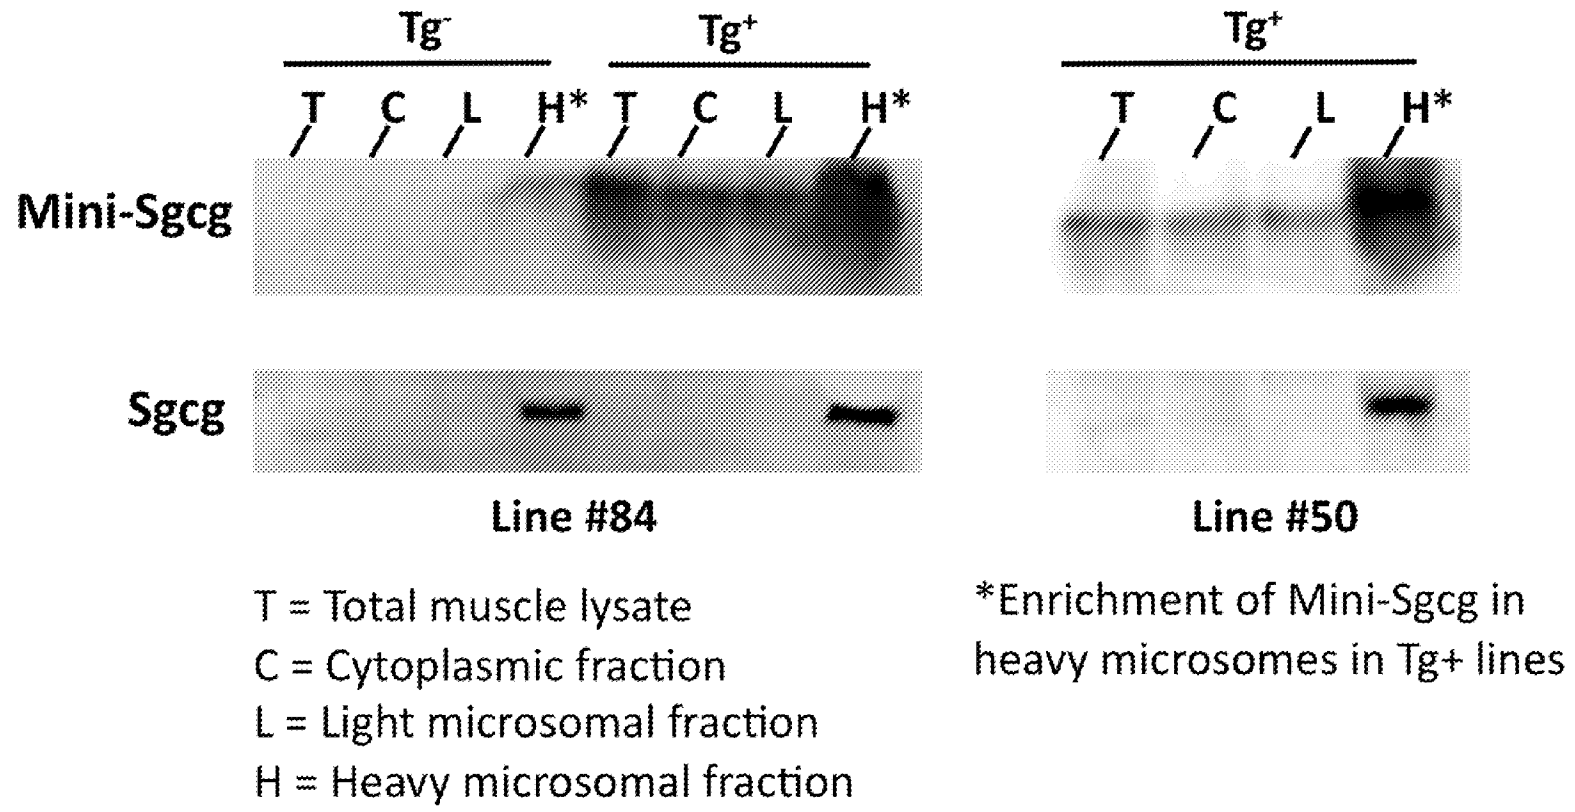 Tg- Tg+ Tg+
T C L H* T C L H* T C L H*
Mini-Sgcg
Sgcg
Line #84 Line #50
T = Total muscle lysate
C = Cytoplasmic fraction
L = Light microsomal fraction
H = Heavy microsomal fraction
*Enrichment of Mini-Sgcg in
heavy microsomes in Tg+ lines